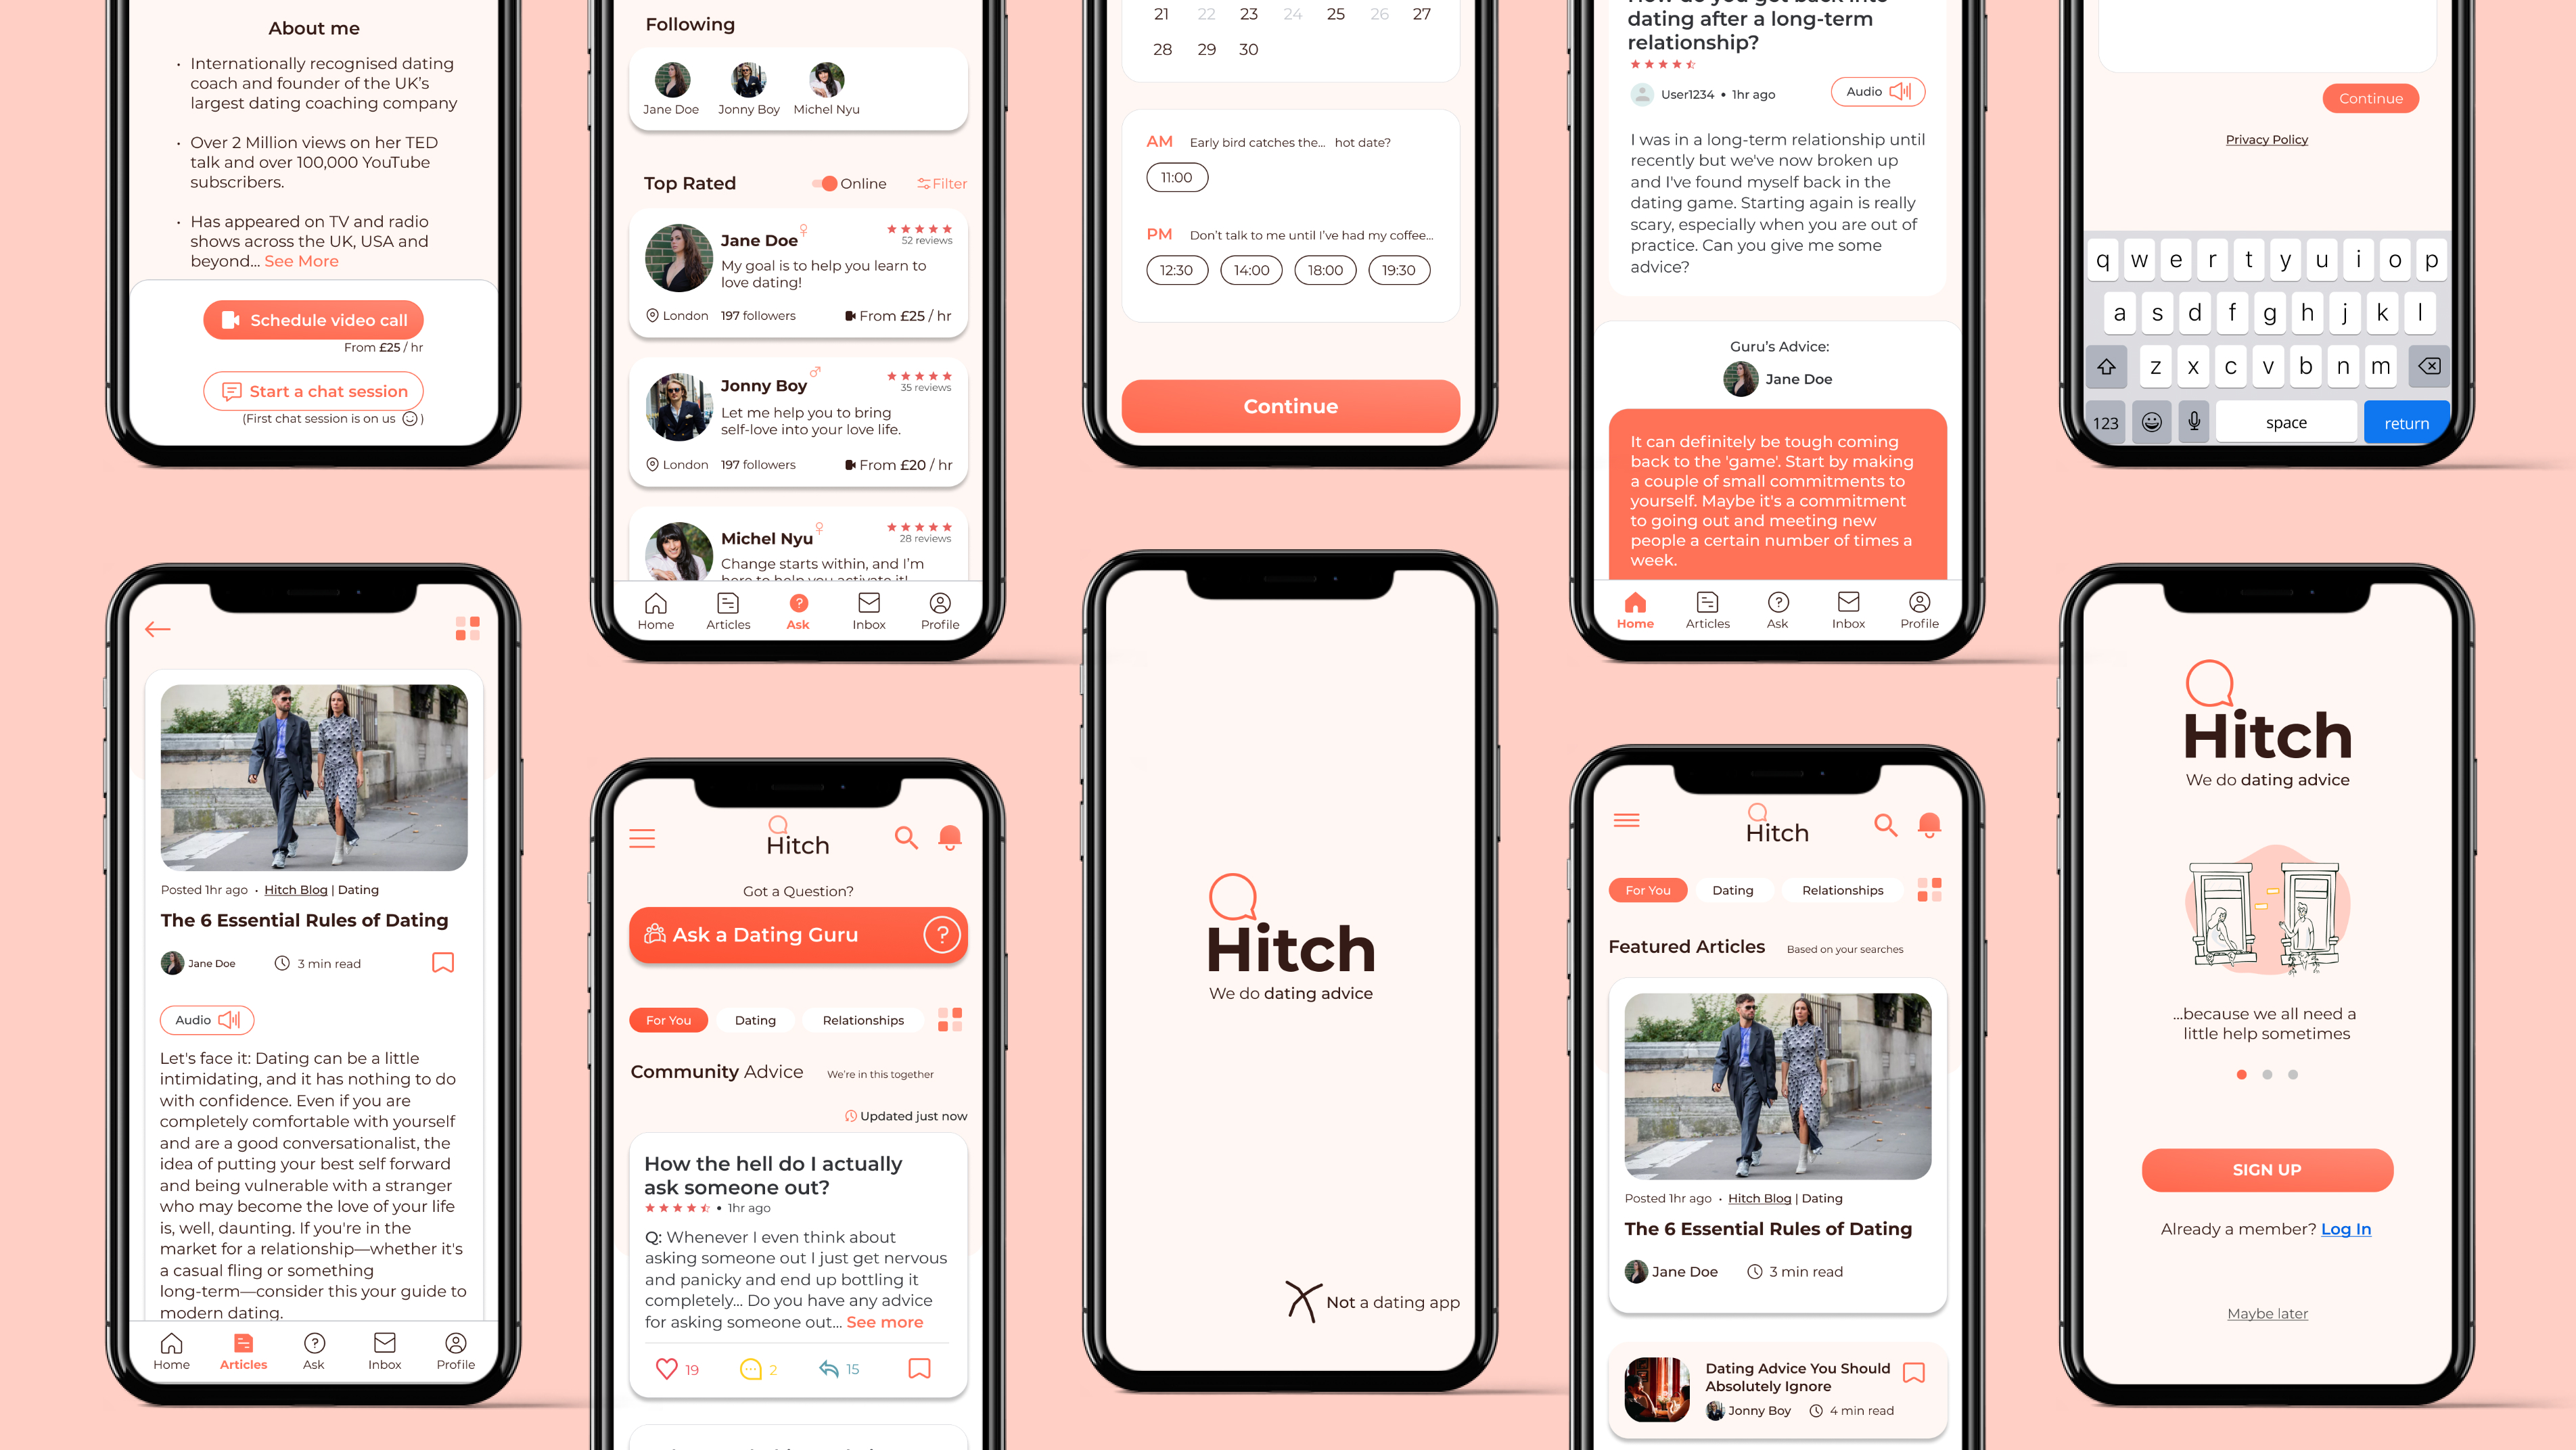 About me
• Internationally recognised dating
coach and founder of the UK's
largest dating coaching company
• Over 2 Million views on her TED
talk and over 100,000 YouTube
subscribers.
• Has appeared on TV and radio
shows across the UK, USA and
beyond... See More
Schedule video call
From £25 / hr
Start a chat session
(First chat session is on us )
Posted 1hr ago • Hitch Blog | Dating
The 6 Essential Rules of Dating
Jane Doe 3 min read
Audio
Let's face it: Dating can be a little
intimidating, and it has nothing to do
with confidence. Even if you are
completely comfortable with yourself
and are a good conversationalist, the
idea of putting your best self forward
and being vulnerable with a stranger
who may become the love of your life
is, well, daunting. If you're in the
market for a relationship—whether it's
a casual fling or something
long-term—consider this your guide to
modern dating.
Home Articles Ask Inbox Profile
Following
Jane Doe Jonny Boy Michel Nyu
Top Rated Online Filter
Jane Doe
52 reviews
My goal is to help you learn to
love dating!
London 197 followers From £25 / hr
Jonny Boy
35 reviews
Let me help you to bring
self-love into your love life.
London 197 followers From £20 / hr
Michel Nyu
28 reviews
Change starts within, and I'm
here to help you activate it!
Home Articles Ask Inbox Profile
Hitch
Got a Question?
Ask a Dating Guru ?
For You Dating Relationships
Community Advice We're in this together
Updated just now
How the hell do I actually
ask someone out?
• 1hr ago
Q: Whenever I even think about
asking someone out I just get nervous
and panicky and end up bottling it
completely... Do you have any advice
for asking someone out... See more
19 2 15
21 22 23 24 25 26 27
28 29 30
AM Early bird catches the... hot date?
11:00
PM Don't talk to me until I've had my coffee...
12:30 14:00 18:00 19:30
Continue
Hitch
We do dating advice
Not a dating app
How do you get back into
dating after a long-term
relationship?
User1234 • 1hr ago Audio
I was in a long-term relationship until
recently but we've now broken up
and I've found myself back in the
dating game. Starting again is really
scary, especially when you are out of
practice. Can you give me some
advice?
Guru's Advice:
Jane Doe
It can definitely be tough coming
back to the 'game'. Start by making
a couple of small commitments to
yourself. Maybe it's a commitment
to going out and meeting new
people a certain number of times a
week.
Home Articles Ask Inbox Profile
Hitch
For You Dating Relationships
Featured Articles Based on your searches
Posted 1hr ago • Hitch Blog | Dating
The 6 Essential Rules of Dating
Jane Doe 3 min read
Dating Advice You Should
Absolutely Ignore
Jonny Boy 4 min read
Continue
Privacy Policy
q w e r t y u i o p
a s d f g h j k l
z x c v b n m
123 space return
Hitch
We do dating advice
...because we all need a
little help sometimes
SIGN UP
Already a member? Log In
Maybe later